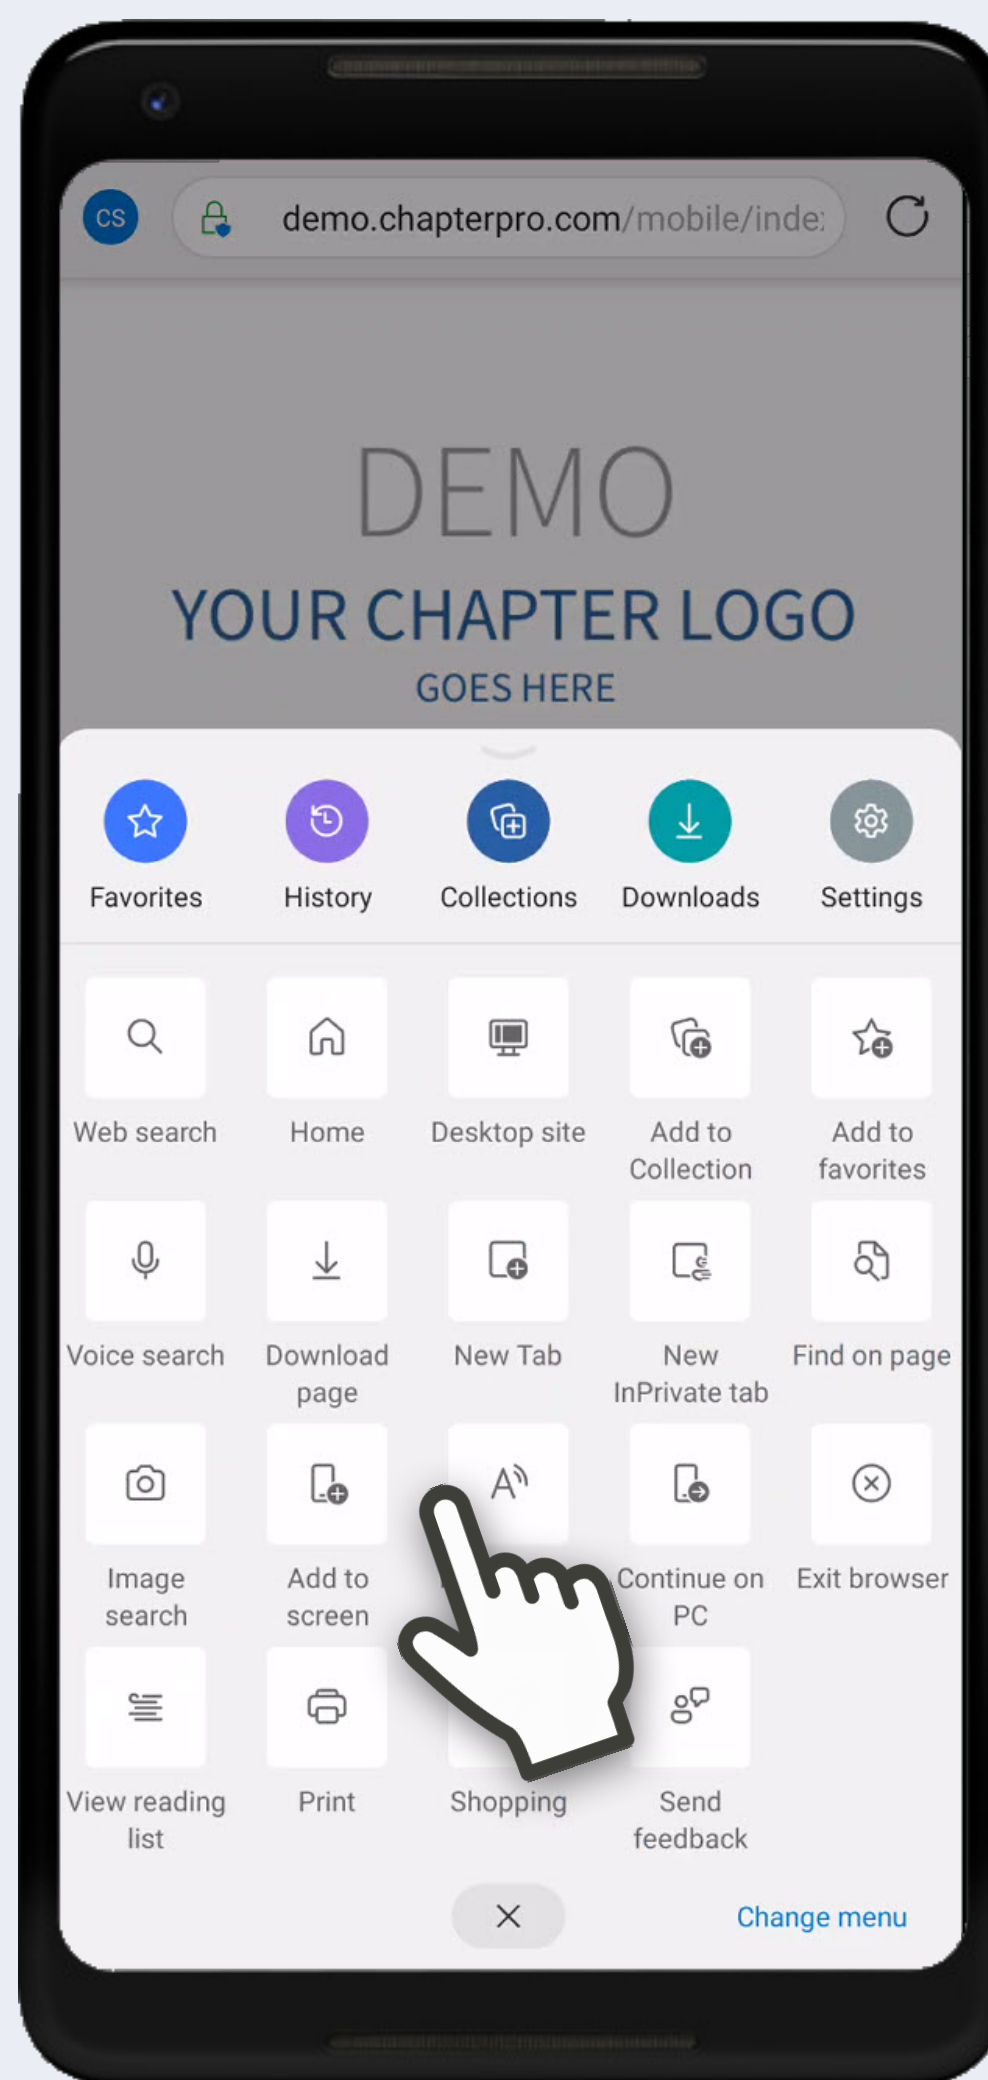 CS
demo.chapterpro.com/mobile/inde
DEMO
YOUR CHAPTER LOGO
GOES HERE
Favorites History Collections Downloads Settings
Web search Home Desktop site Add to Collection Add to favorites
Voice search Download page New Tab New InPrivate tab Find on page
Image search Add to screen Continue on PC Exit browser
View reading list Print Shopping Send feedback
Change menu